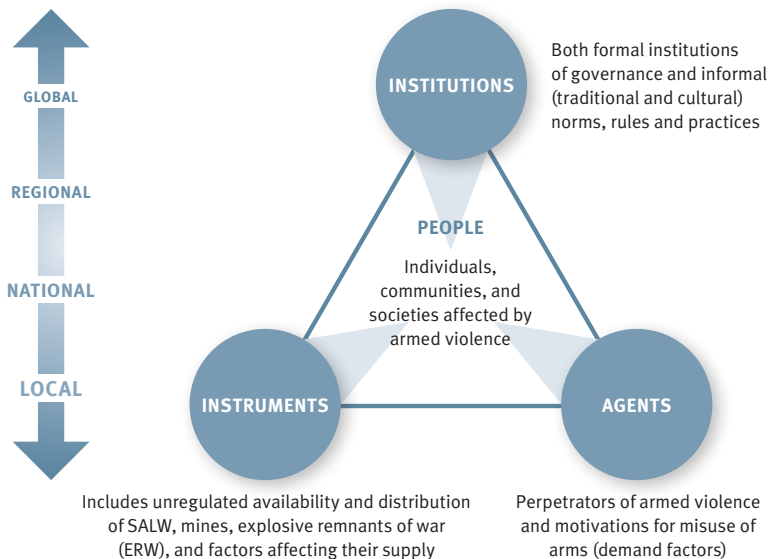 GLOBAL
REGIONAL
NATIONAL
LOCAL
INSTITUTIONS
Both formal institutions
of governance and informal
(traditional and cultural)
norms, rules and practices
PEOPLE
Individuals,
communities, and
societies affected by
armed violence
INSTRUMENTS
Includes unregulated availability and distribution
of SALW, mines, explosive remnants of war
(ERW), and factors affecting their supply
AGENTS
Perpetrators of armed violence
and motivations for misuse of
arms (demand factors)